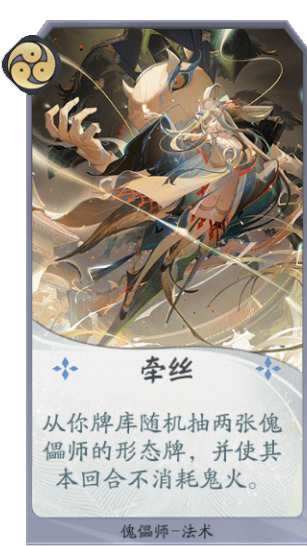 牵丝
从你牌库随机抽两张傀
儡师的形态牌，并使其
本回合不消耗鬼火。
傀儡师-法术